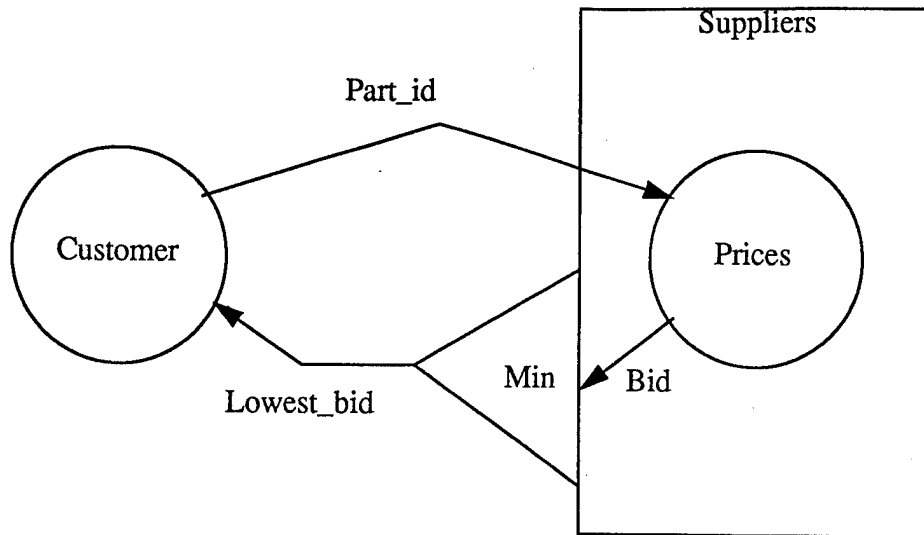 Suppliers
Part_id
Customer
Prices
Min
Bid
Lowest_bid